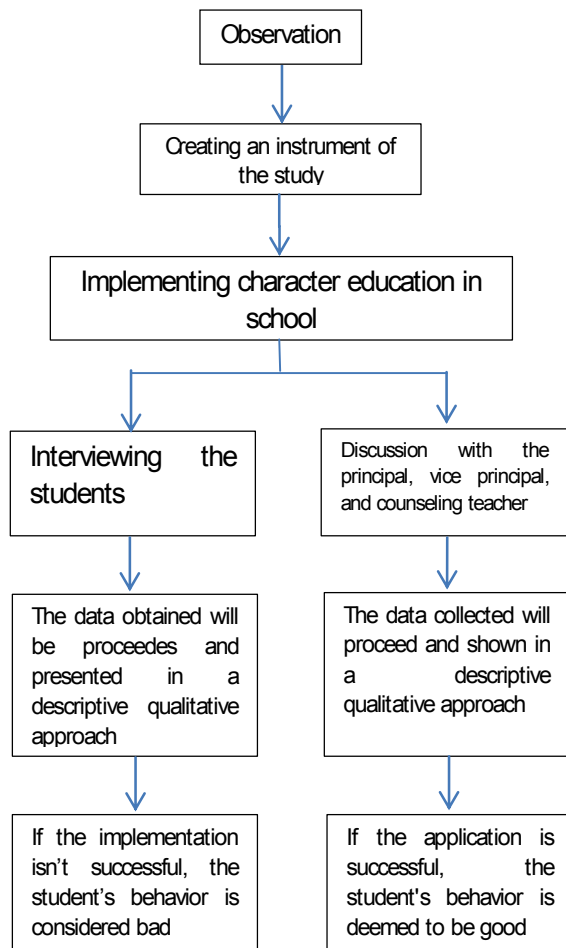 Observation
Creating an instrument of
the study
Implementing character education in
school
Interviewing the
students
Discussion with the
principal, vice principal,
and counseling teacher
The data obtained will
be proceedes and
presented in a
descriptive qualitative
approach
The data collected will
proceed and shown in
a descriptive
qualitative approach
If the implementation
isn't successful, the
student's behavior is
considered bad
If the application is
successful, the
student's behavior is
deemed to be good